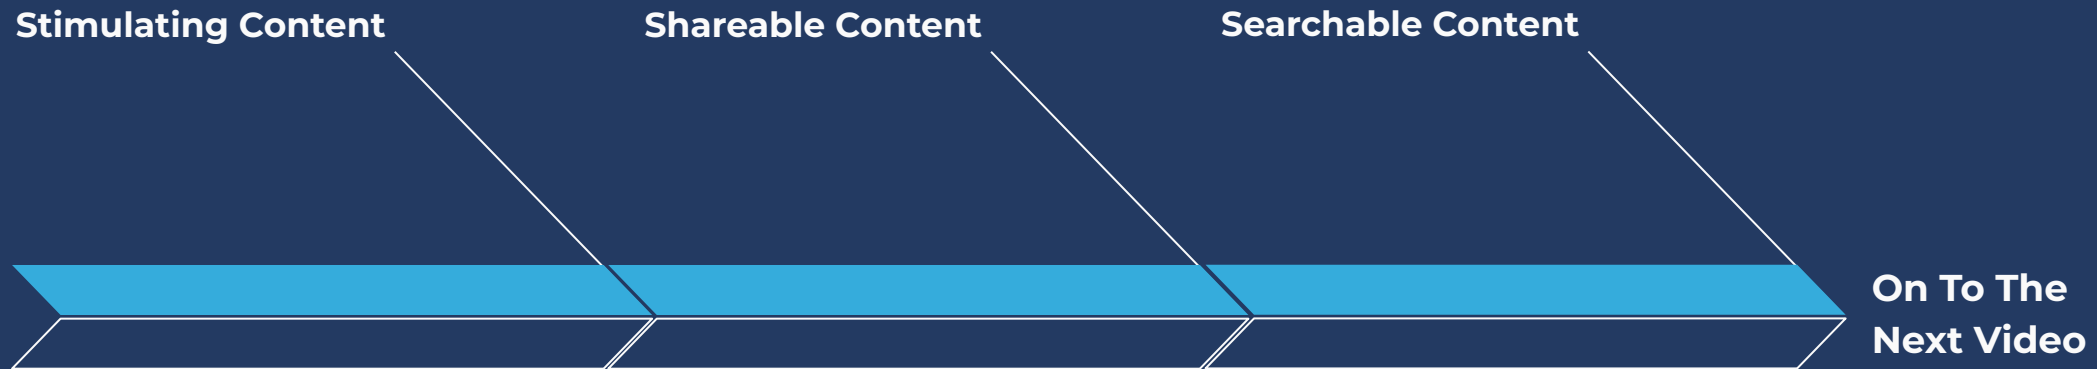 Stimulating Content
Shareable Content
Searchable Content
On To The
Next Video